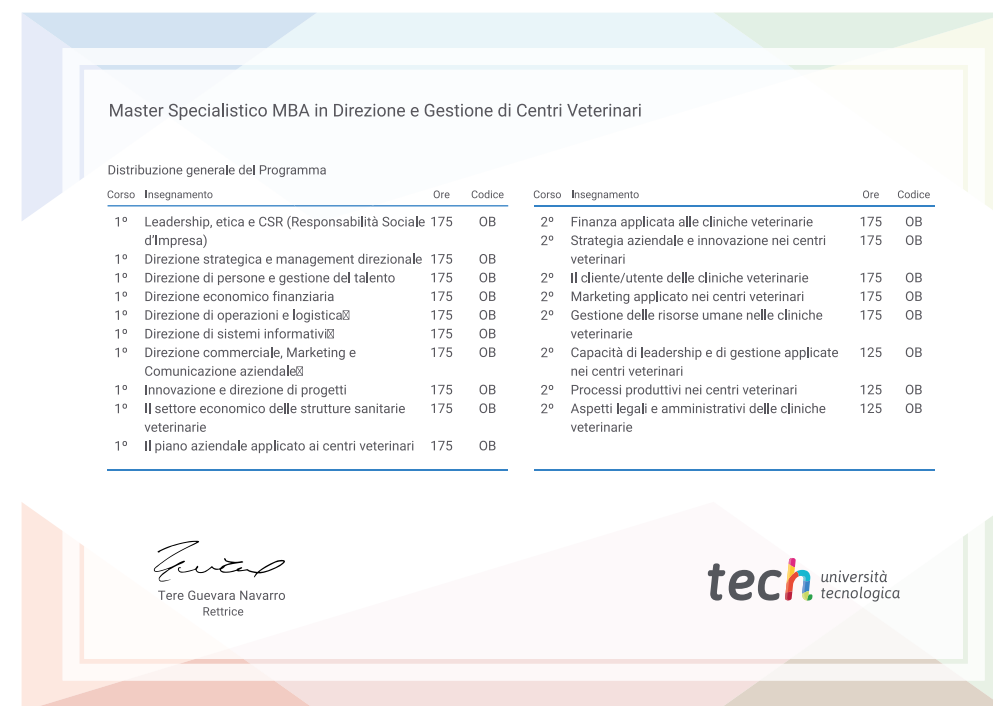 Master Specialistico MBA in Direzione e Gestione di Centri Veterinari
Distribuzione generale del Programma
Corso Insegnamento Ore Codice
1º Leadership, etica e CSR (Responsabilità Sociale 175 OB
d'Impresa)
1º Direzione strategica e management direzionale 175 OB
1º Direzione di persone e gestione del talento 175 OB
1º Direzione economico finanziaria 175 OB
1º Direzione di operazioni e logistica 175 OB
1º Direzione di sistemi informativi 175 OB
1º Direzione commerciale, Marketing e 175 OB
Comunicazione aziendale
1º Innovazione e direzione di progetti 175 OB
1º Il settore economico delle strutture sanitarie 175 OB
veterinarie
1º Il piano aziendale applicato ai centri veterinari 175 OB
Corso Insegnamento Ore Codice
2º Finanza applicata alle cliniche veterinarie 175 OB
2º Strategia aziendale e innovazione nei centri 175 OB
veterinari
2º Il cliente/utente delle cliniche veterinarie 175 OB
2º Marketing applicato nei centri veterinari 175 OB
2º Gestione delle risorse umane nelle cliniche 175 OB
veterinarie
2º Capacità di leadership e di gestione applicate 125 OB
nei centri veterinari
2º Processi produttivi nei centri veterinari 125 OB
2º Aspetti legali e amministrativi delle cliniche 125 OB
veterinarie
Tere Guevara Navarro
Rettrice
tech università
tecnologica